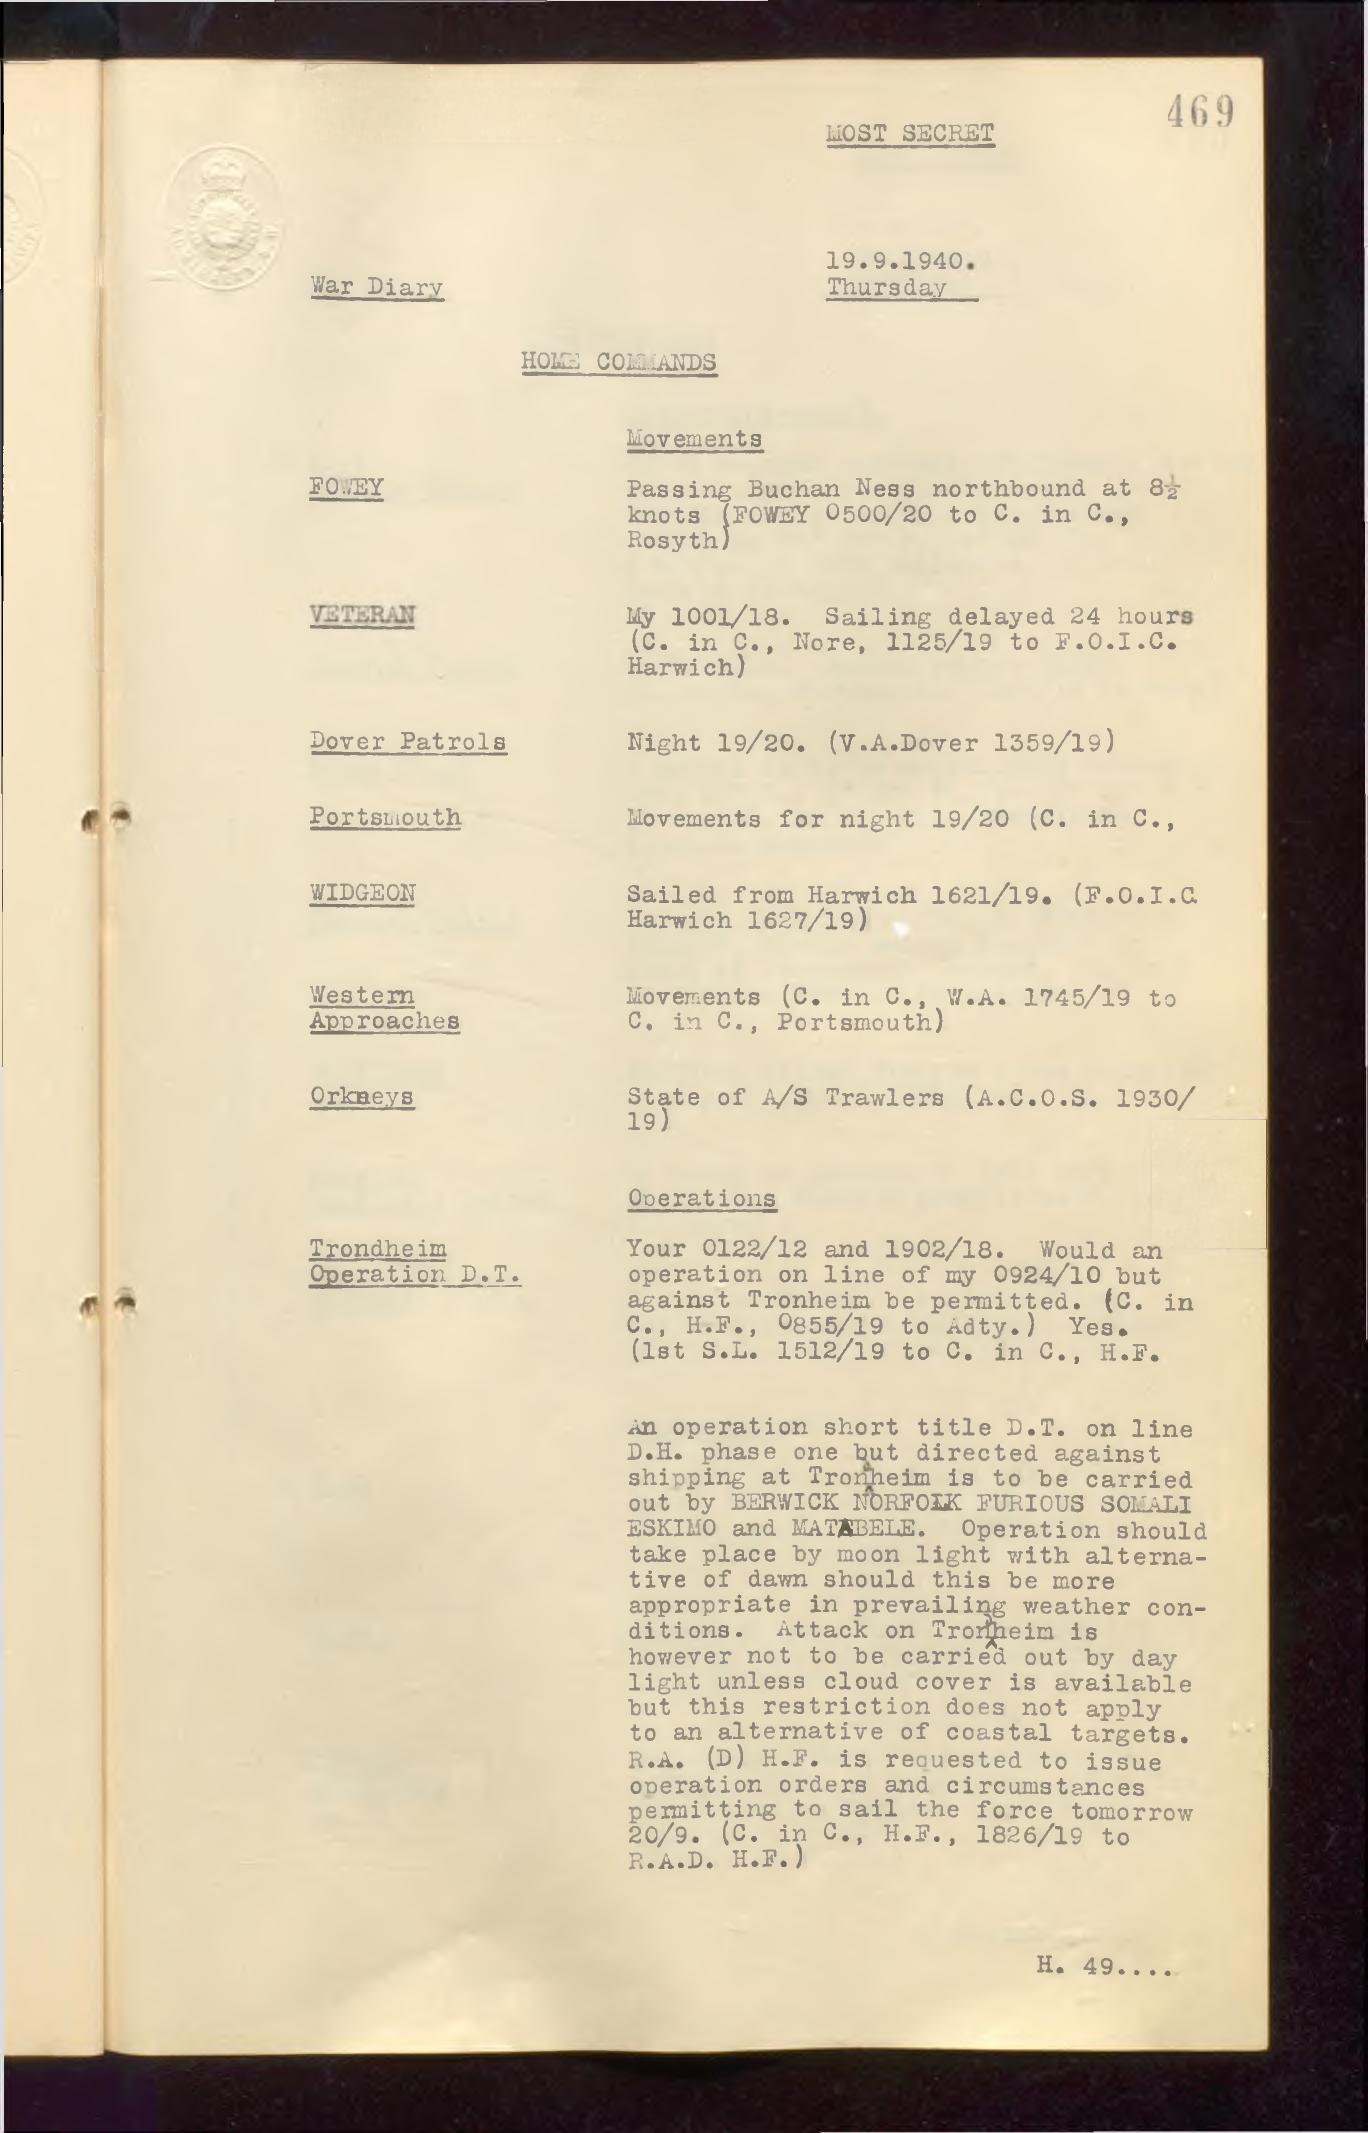 469
MOST SECRET
19.9.1940.
War Diary
Thursday
HOME COMMANDS
Movements
FOWEY
Passing Buchan Ness northbound at 8½
knots (FOWEY 0500/20 to C. in C.,
Rosyth)
VETERAN
My 1001/18. Sailing delayed 24 hours
(C. in C., Nore, 1125/19 to F.O.I.C.
Harwich)
Dover Patrols
Night 19/20. (V.A.Dover 1359/19)
Portsmouth
Movements for night 19/20 (C. in C.,
WIDGEON
Sailed from Harwich 1621/19. (F.O.I.C
Harwich 1627/19)
Western
Approaches
Movements (C. in C., W.A. 1745/19 to
C. in C., Portsmouth)
Orkneys
State of A/S Trawlers (A.C.O.S. 1930/
19)
Operations
Trondheim
Operation D.T.
Your 0122/12 and 1902/18. Would an
operation on line of my 0924/10 but
against Tronheim be permitted. (C. in
C., H.F., 0855/19 to Adty.) Yes.
(1st S.L. 1512/19 to C. in C., H.F.
An operation short title D.T. on line
D.H. phase one but directed against
shipping at Trondheim is to be carried
out by BERWICK NORFOLK FURIOUS SOMALI
ESKIMO and MATABELE. Operation should
take place by moon light with alterna-
tive of dawn should this be more
appropriate in prevailing weather con-
ditions. Attack on Trondheim is
however not to be carried out by day
light unless cloud cover is available
but this restriction does not apply
to an alternative of coastal targets.
R.A. (D) H.F. is requested to issue
operation orders and circumstances
permitting to sail the force tomorrow
20/9. (C. in C., H.F., 1826/19 to
R.A.D. H.F.)
H. 49....